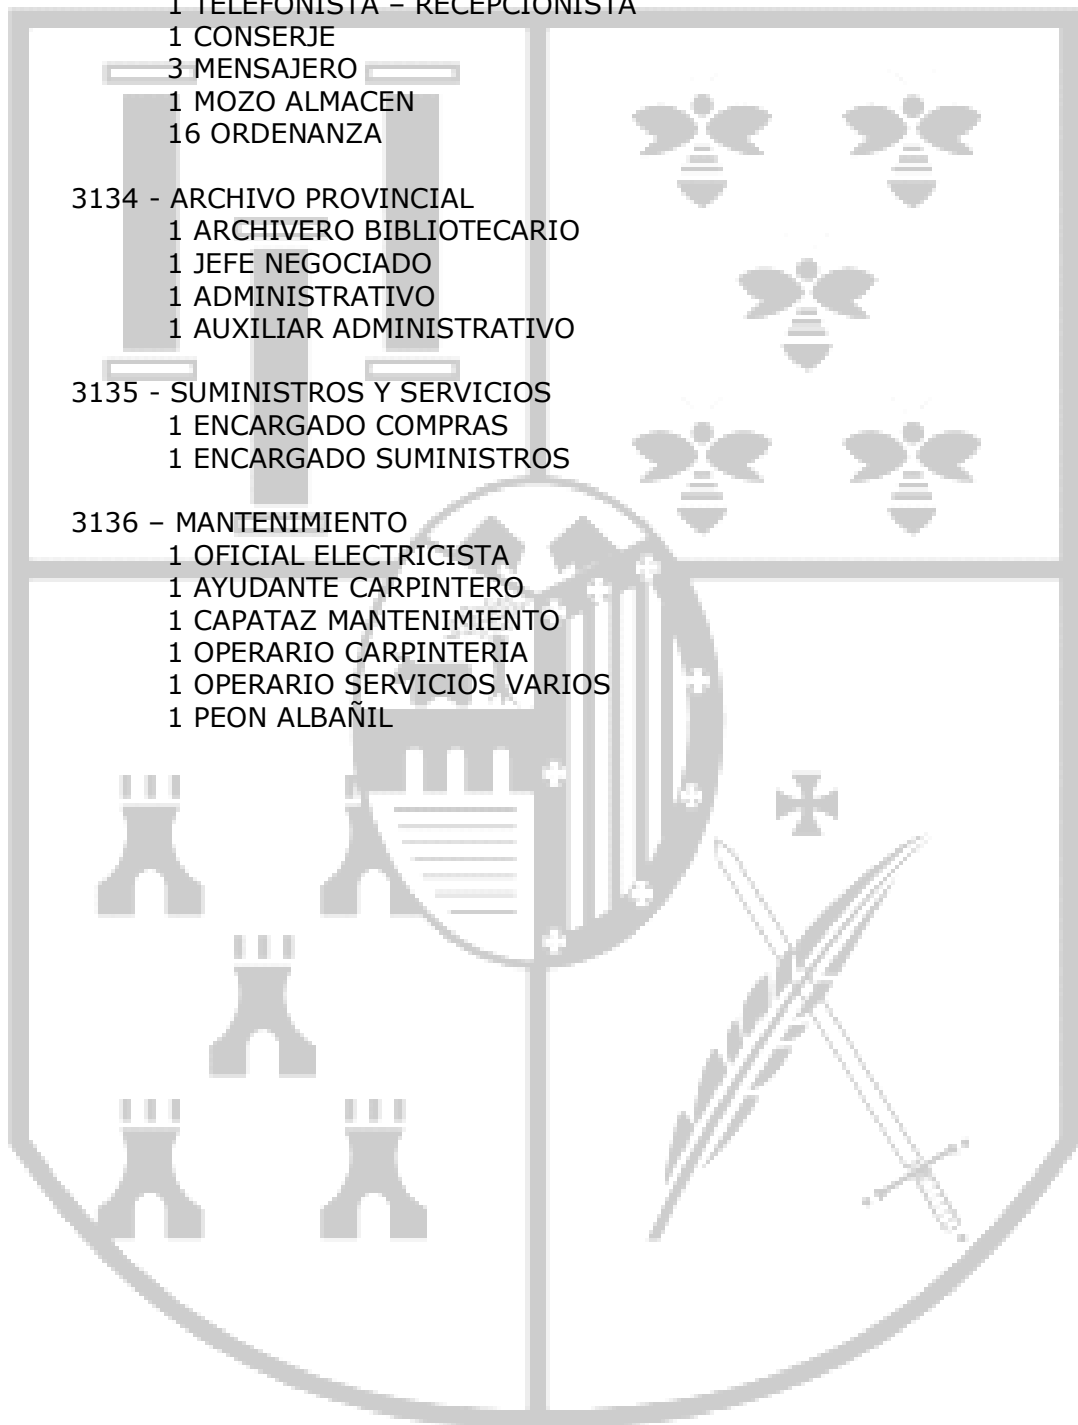 1 TELEFONISTA – RECEPCIONISTA
1 CONSERJE
3 MENSAJERO
1 MOZO ALMACEN
16 ORDENANZA
3134 - ARCHIVO PROVINCIAL
1 ARCHIVERO BIBLIOTECARIO
1 JEFE NEGOCIADO
1 ADMINISTRATIVO
1 AUXILIAR ADMINISTRATIVO
3135 - SUMINISTROS Y SERVICIOS
1 ENCARGADO COMPRAS
1 ENCARGADO SUMINISTROS
3136 – MANTENIMIENTO
1 OFICIAL ELECTRICISTA
1 AYUDANTE CARPINTERO
1 CAPATAZ MANTENIMIENTO
1 OPERARIO CARPINTERIA
1 OPERARIO SERVICIOS VARIOS
1 PEON ALBAÑIL